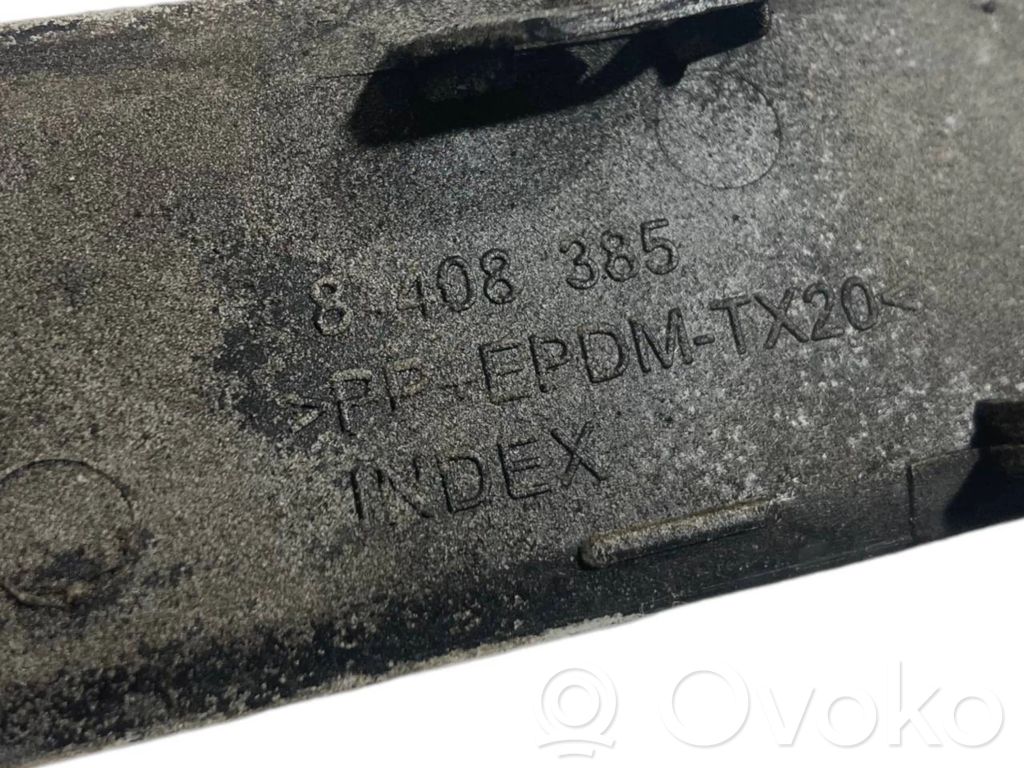 8 408 385
>PP+EPDM-TX20<
INDEX
Ovoko